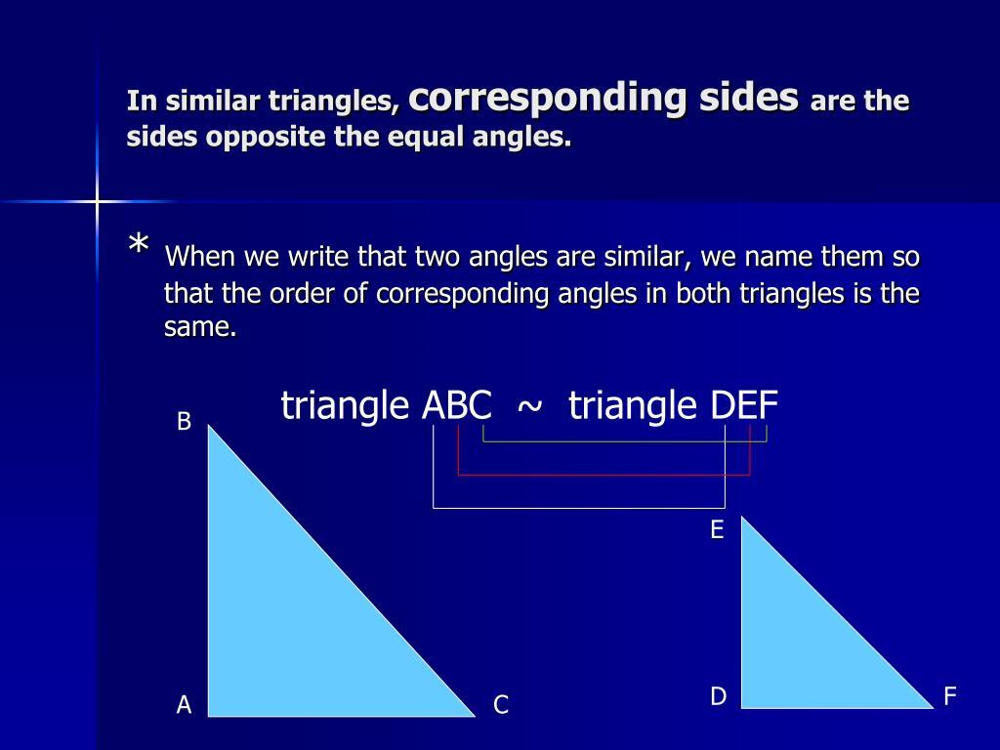 In similar triangles, corresponding sides are the
sides opposite the equal angles.
* When we write that two angles are similar, we name them so
that the order of corresponding angles in both triangles is the
same.
triangle ABC ~ triangle DEF
B
E
A
C
D
F